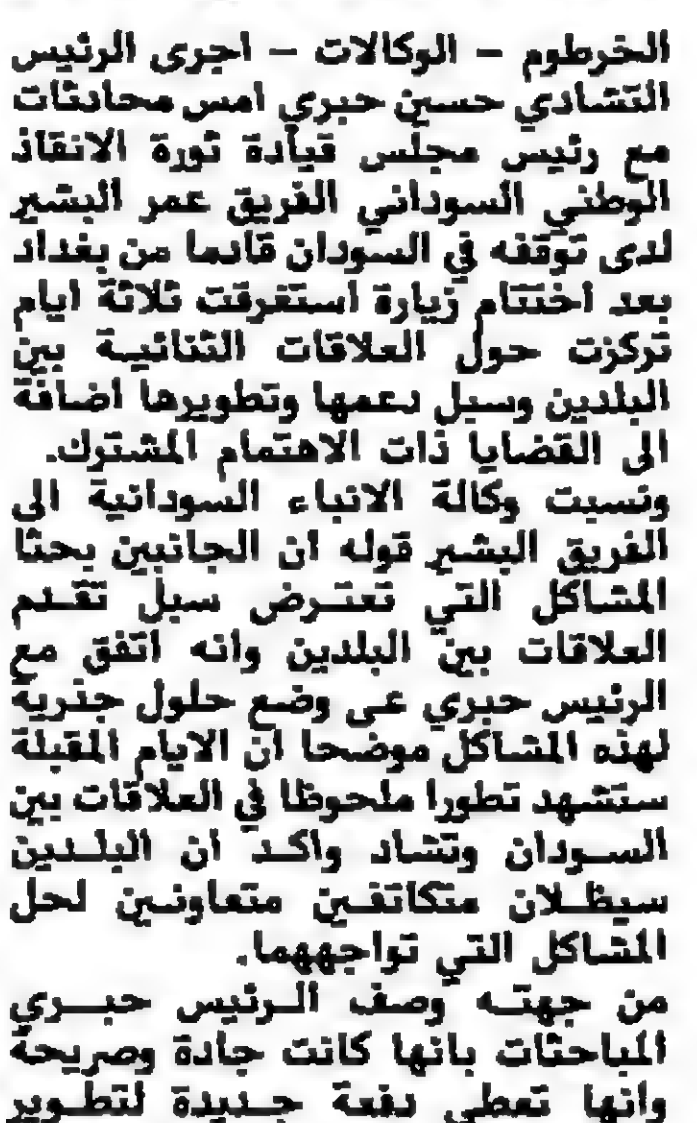 الخرطوم – الوكالات – اجرى الرئيس
التشادي حسين حبري امس محادثات
مع رئيس مجلس قيادة ثورة الانقاذ
الوطني السوداني الفريق عمر البشير
لدى توقفه في السودان قادما من بغداد
بعد اختتام زيارة استغرقت ثلاثة ايام
تركزت حول العلاقات الثنائية بين
البلدين وسبل دعمها وتطويرها اضافة
الى القضايا ذات الاهتمام المشترك.
ونسبت وكالة الانباء السودانية الى
الفريق البشير قوله ان الجانبين بحثا
المشاكل التي تعترض سبل تقدم
العلاقات بين البلدين وانه اتفق مع
الرئيس حبري عى وضع حلول جذرية
لهذه المشاكل موضحا ان الايام المقبلة
ستشهد تطورا ملحوظا في العلاقات بين
السودان وتشاد واكد ان البلدين
سيظلان متكاتفين متعاونين لحل
المشاكل التي تواجههما.
من جهته وصف الرئيس حبري
المباحثات بانها كانت جادة وصريحة
وانها تعطي دفعة جديدة لتطوير